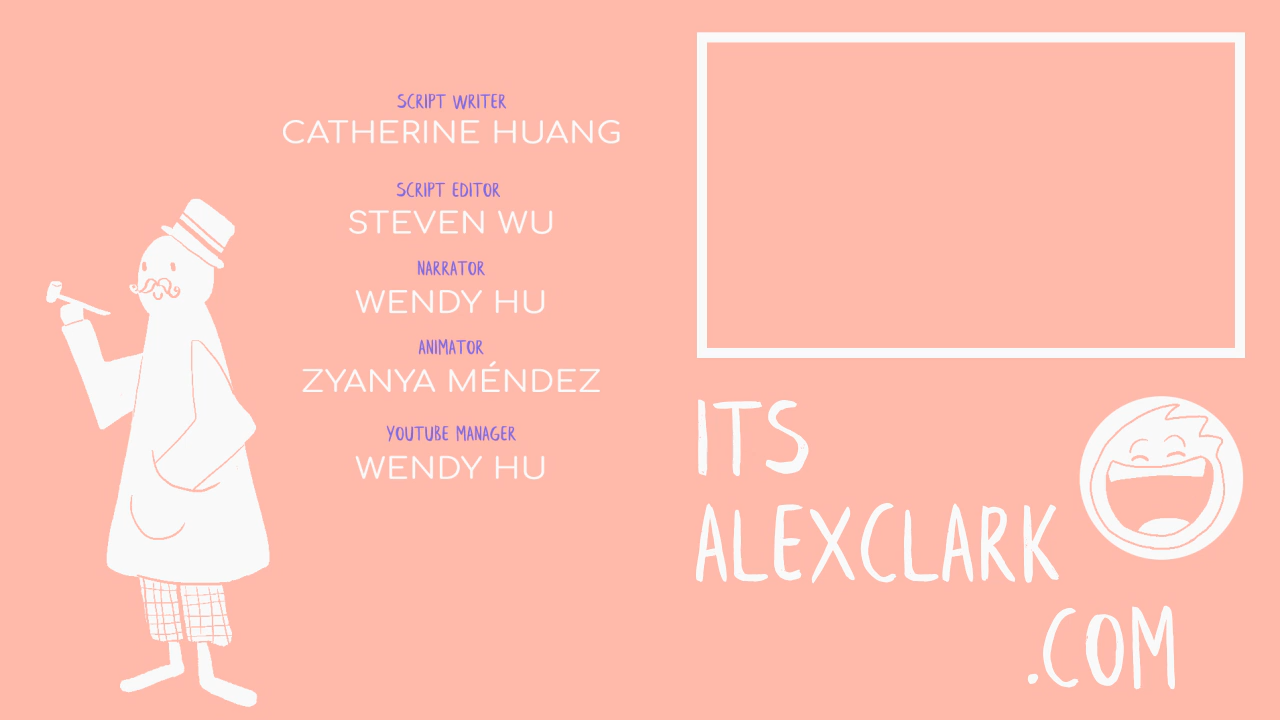 SCRIPT WRITER
CATHERINE HUANG
SCRIPT EDITOR
STEVEN WU
NARRATOR
WENDY HU
ANIMATOR
ZYANYA MÉNDEZ
YOUTUBE MANAGER
WENDY HU
ITS
ALEXCLARK
.COM